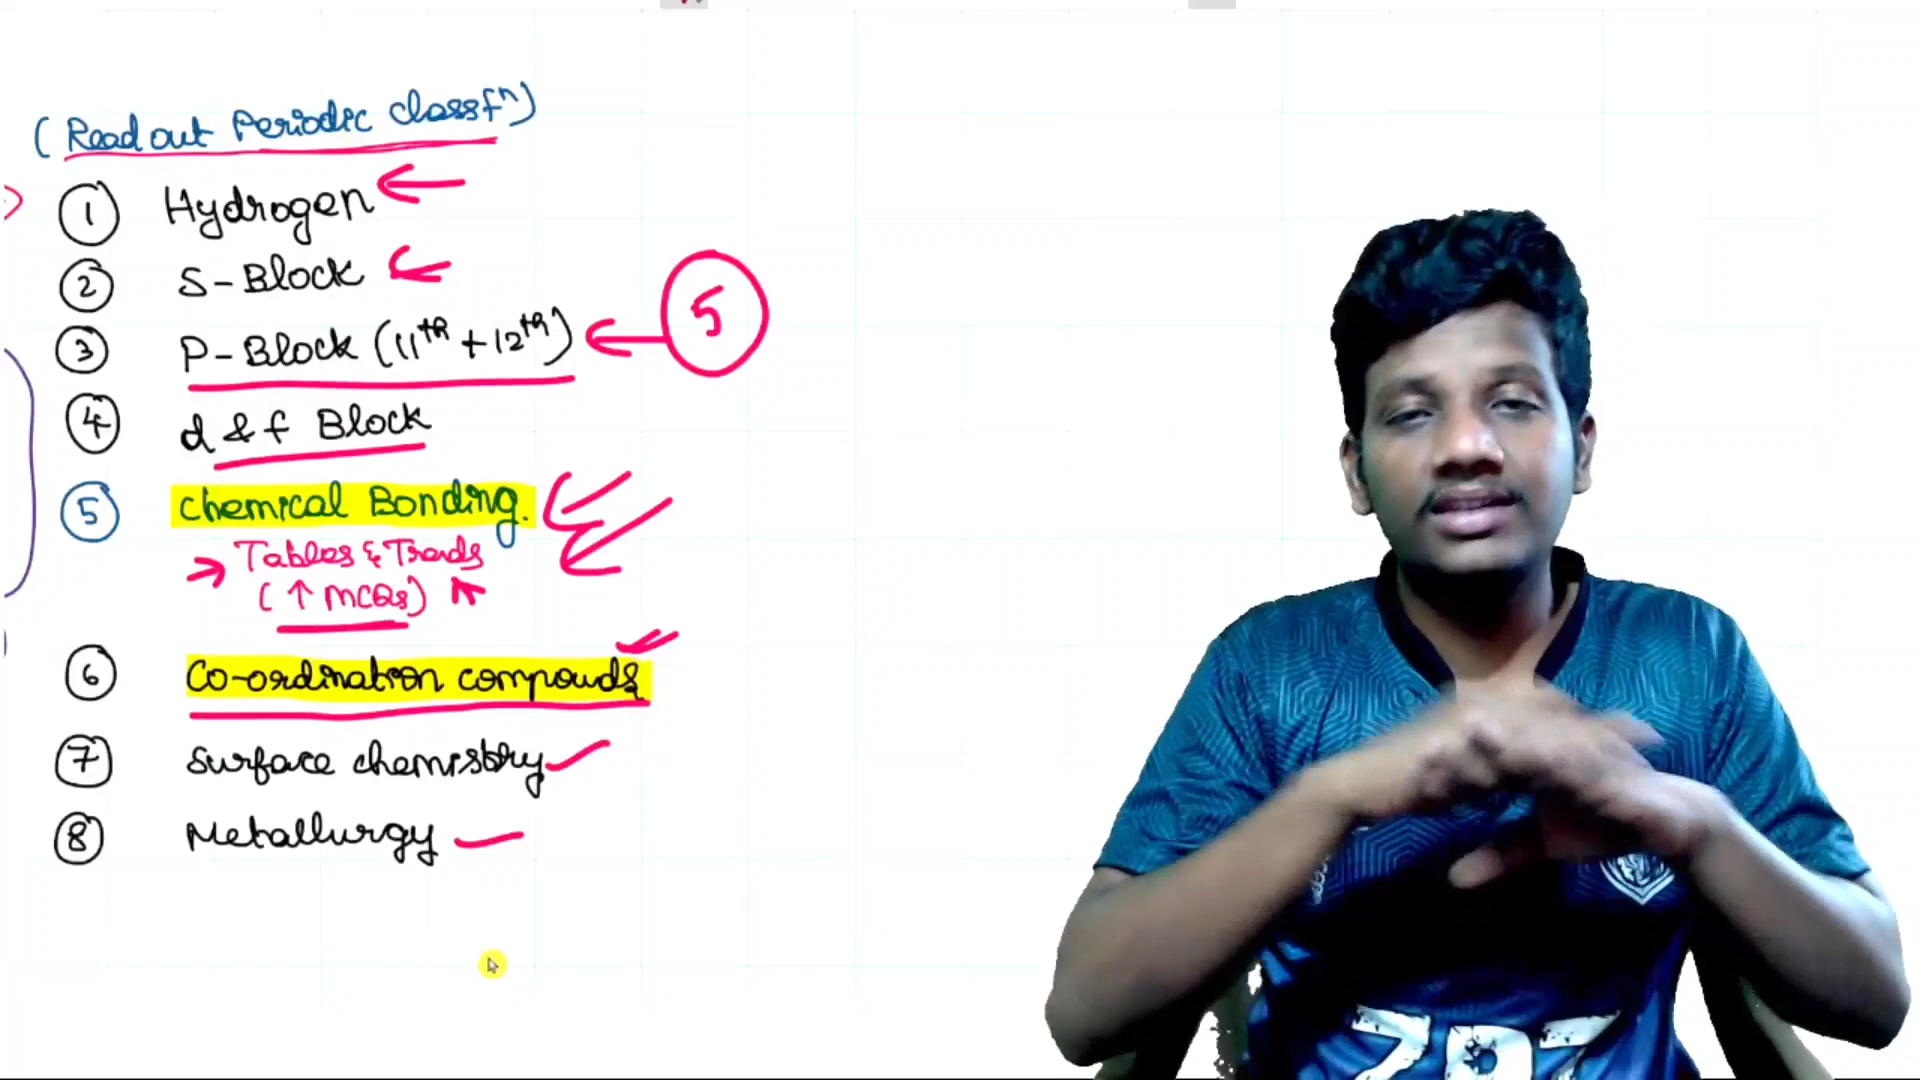 (Read out Periodic classfⁿ)
① Hydrogen
② S-Block
③ P-Block (11th + 12th) ← 5
④ d & f Block
⑤ Chemical Bonding.
→ Tables & Trends
(↑ MCQs)
⑥ Co-ordination compounds
⑦ Surface chemistry
⑧ Metallurgy